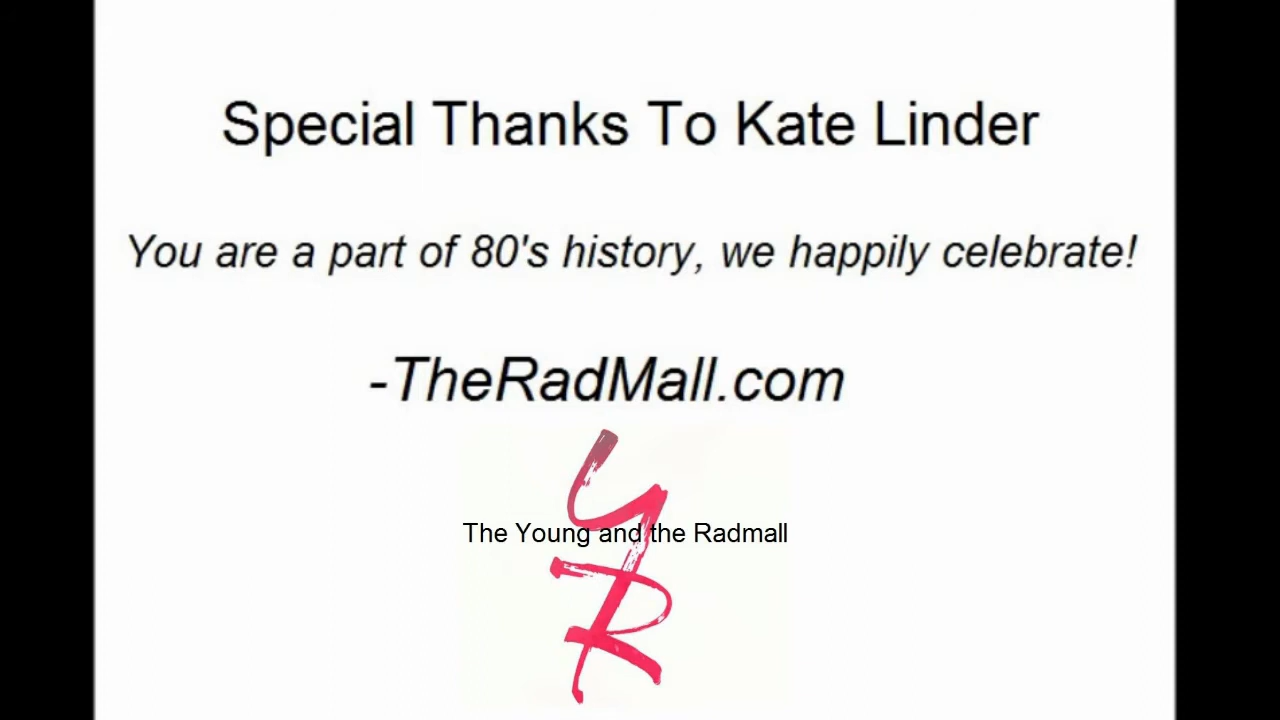 Special Thanks To Kate Linder
You are a part of 80's history, we happily celebrate!
-TheRadMall.com
Y
The Young and the Radmall
R